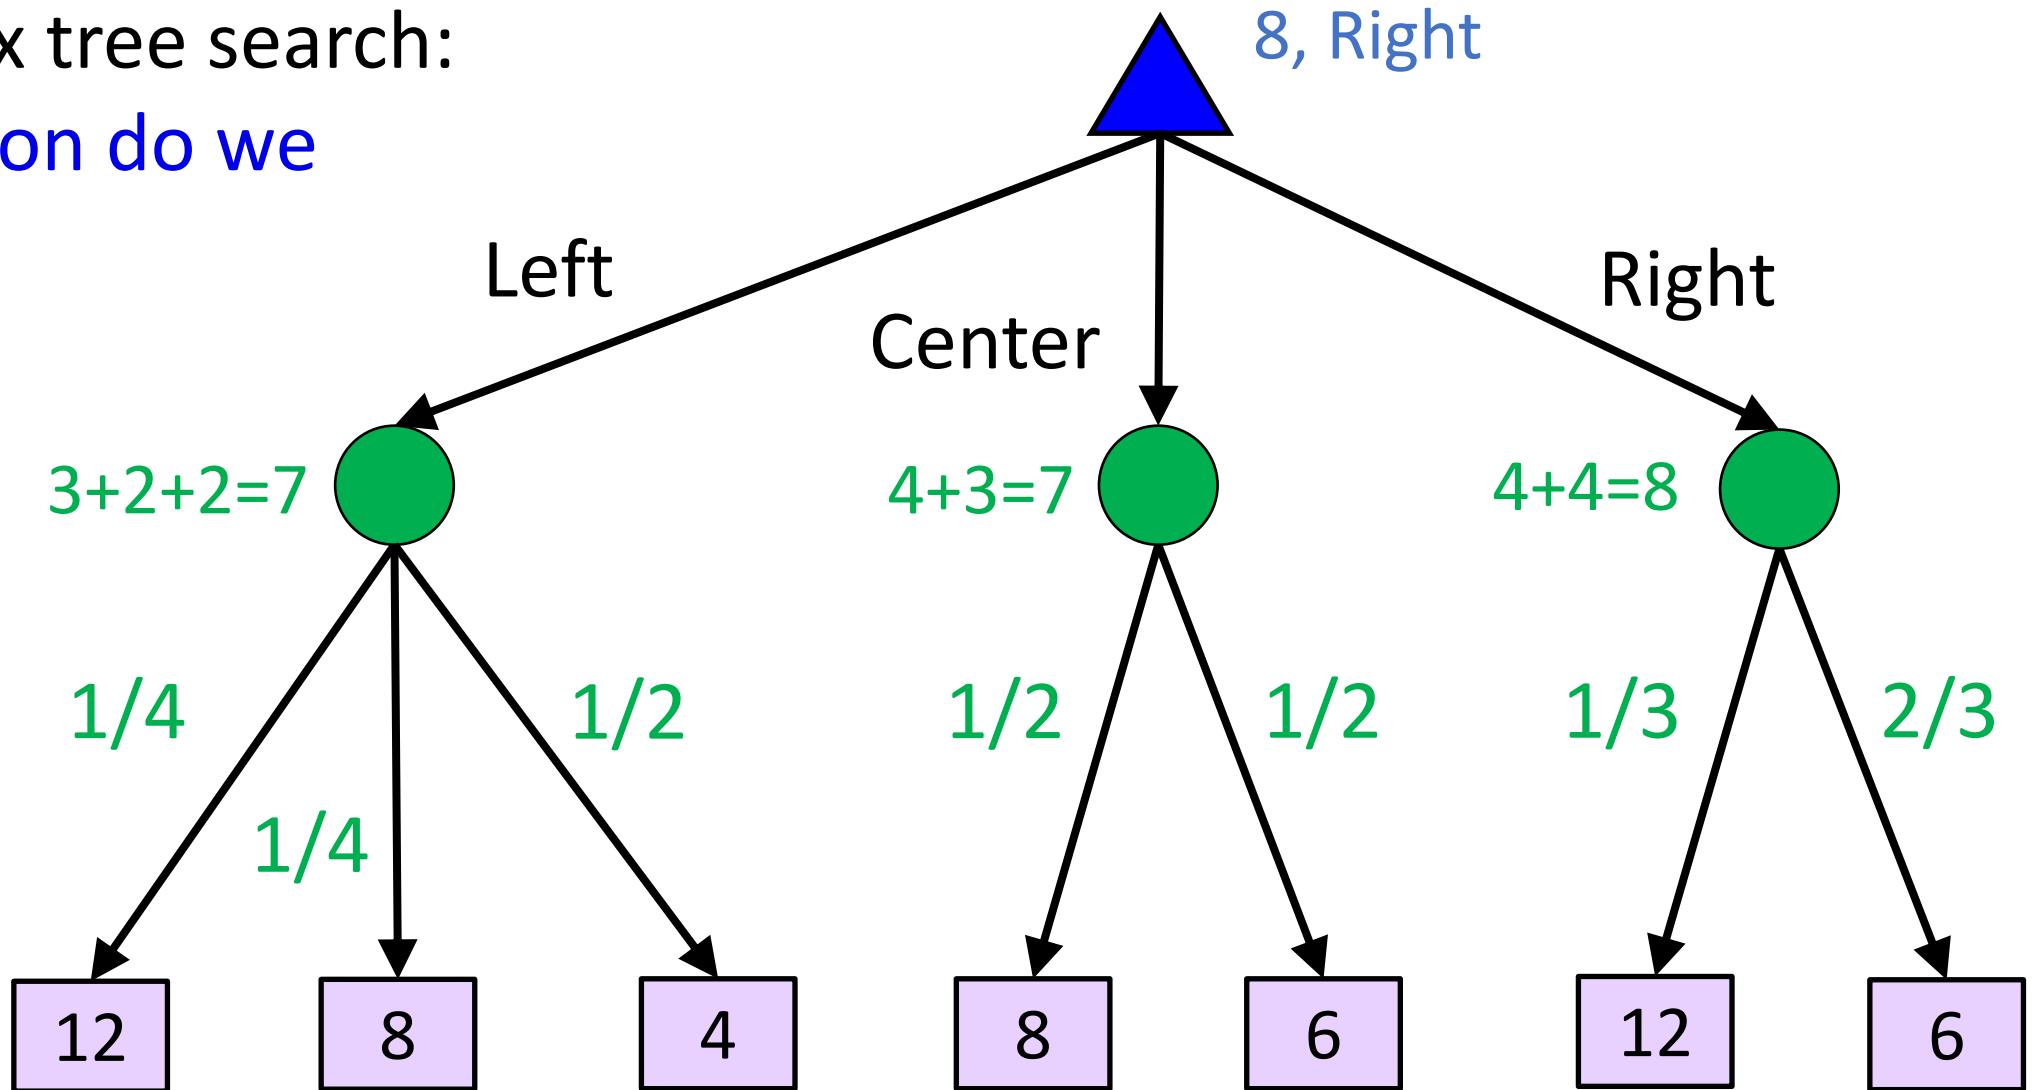 x tree search:
on do we
8, Right
Left
Center
Right
3+2+2=7
4+3=7
4+4=8
1/4
1/4
1/2
1/2
1/2
1/3
2/3
12
8
4
8
6
12
6